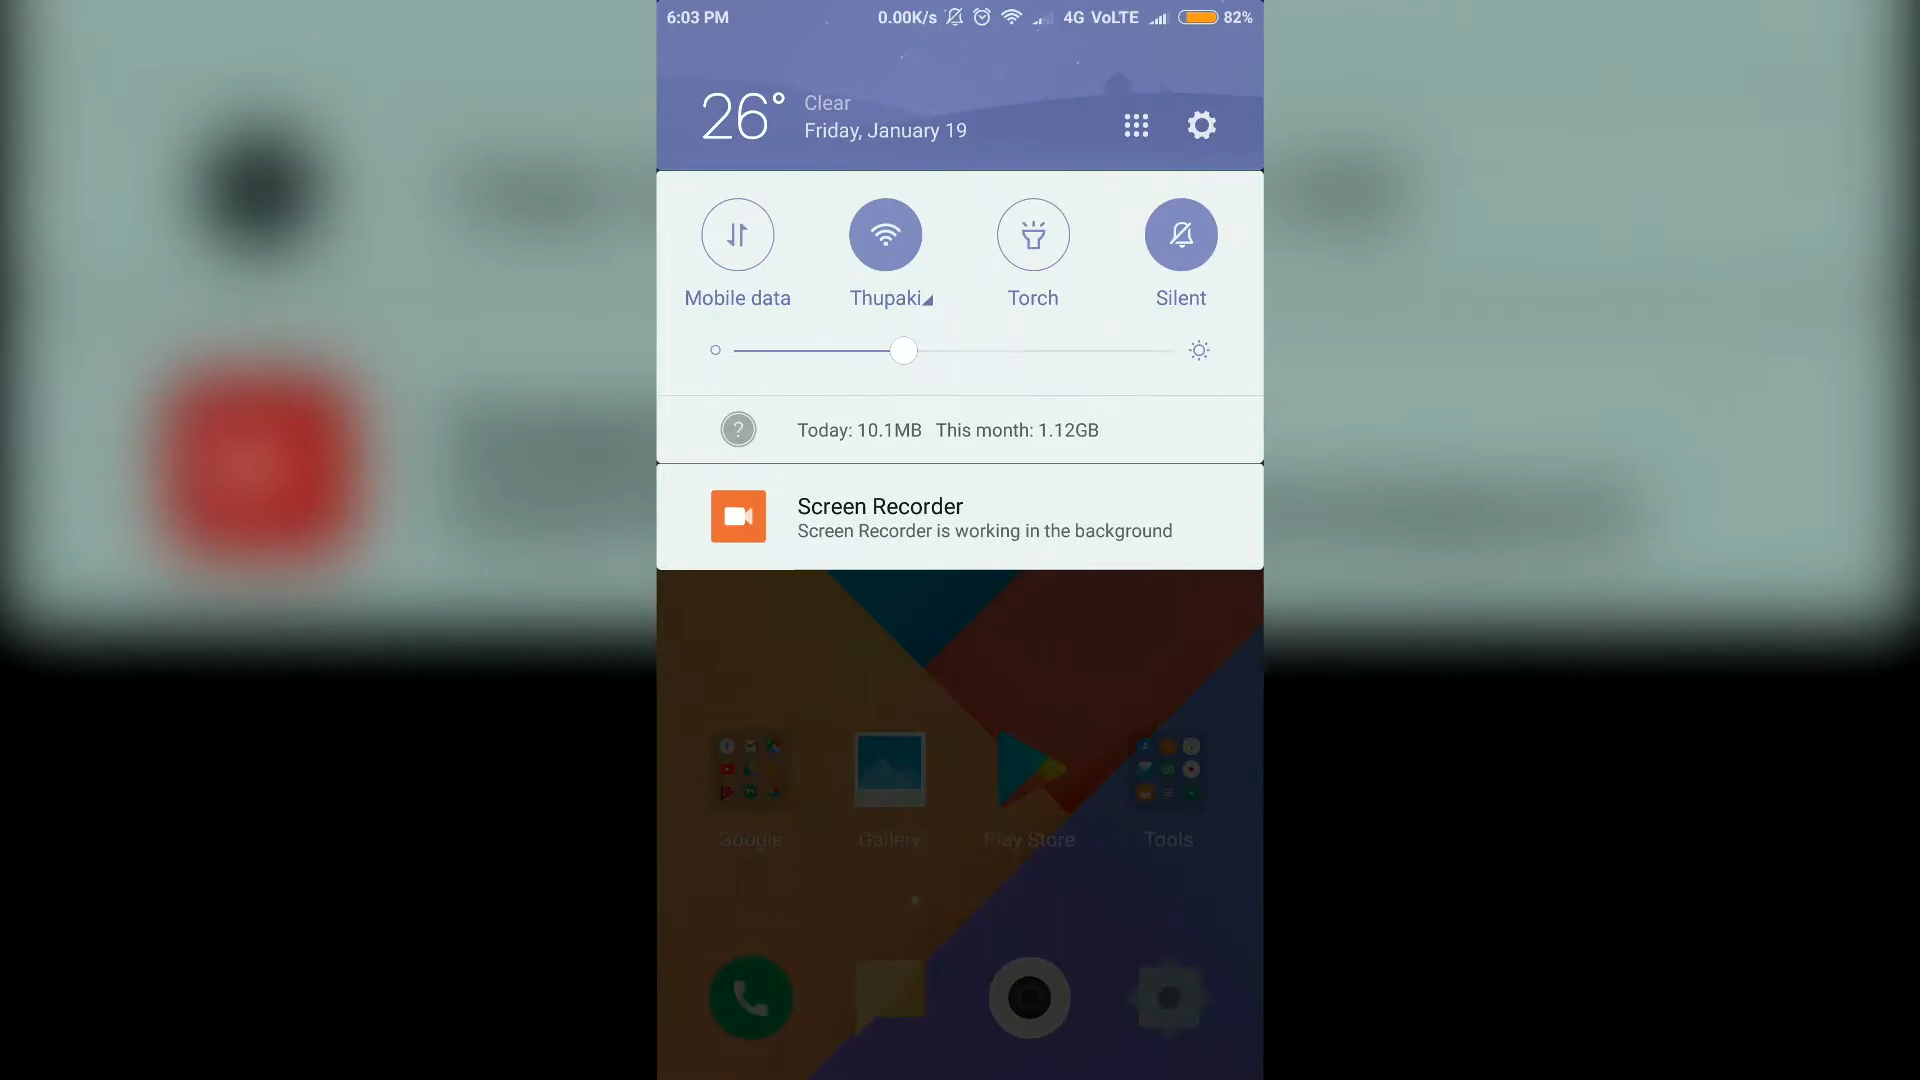 6:03 PM 0.00K/s 4G VoLTE 82%
26° Clear
Friday, January 19
Mobile data Thupaki Torch Silent
? Today: 10.1MB This month: 1.12GB
Screen Recorder
Screen Recorder is working in the background
Google Gallery Play Store Tools